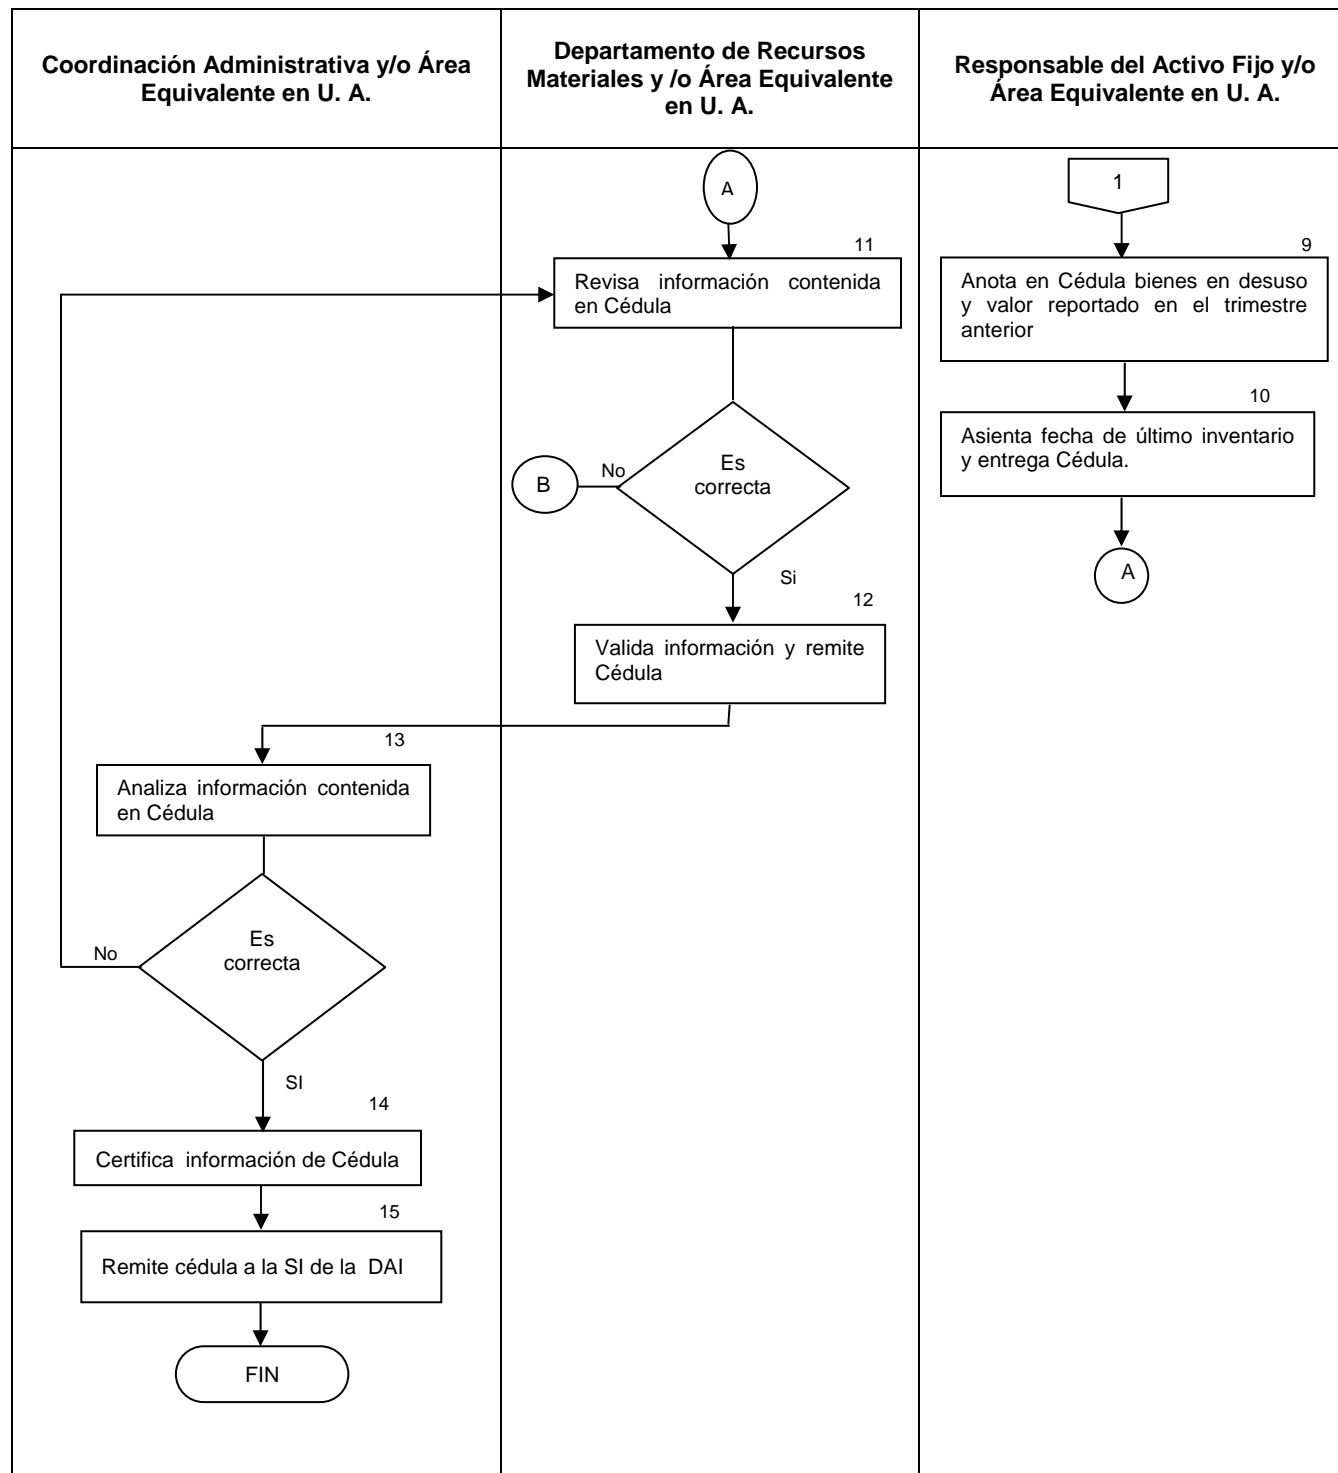 Coordinación Administrativa y/o Área
Equivalente en U. A.
Departamento de Recursos
Materiales y /o Área Equivalente
en U. A.
Responsable del Activo Fijo y/o
Área Equivalente en U. A.
1
9
Anota en Cédula bienes en desuso
y valor reportado en el trimestre
anterior
10
Asienta fecha de último inventario
y entrega Cédula.
A
A
11
Revisa información contenida
en Cédula
Es
correcta
No
B
Si
12
Valida información y remite
Cédula
13
Analiza información contenida
en Cédula
Es
correcta
No
SI
14
Certifica información de Cédula
15
Remite cédula a la SI de la DAI
FIN